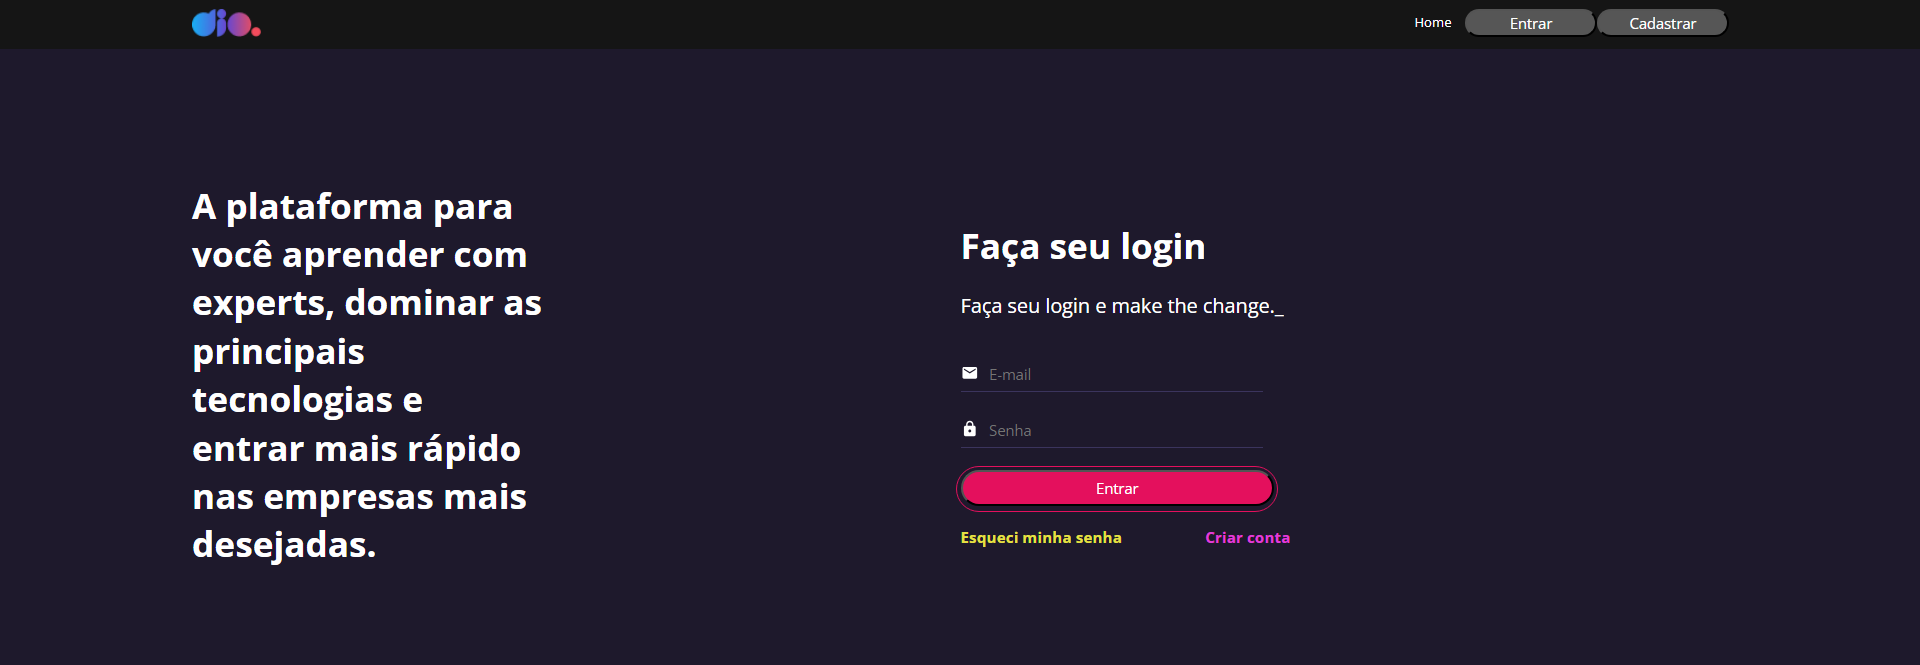 dio.
Home
Entrar
Cadastrar
A plataforma para
você aprender com
experts, dominar as
principais
tecnologias e
entrar mais rápido
nas empresas mais
desejadas.
Faça seu login
Faça seu login e make the change._
E-mail
Senha
Entrar
Esqueci minha senha
Criar conta